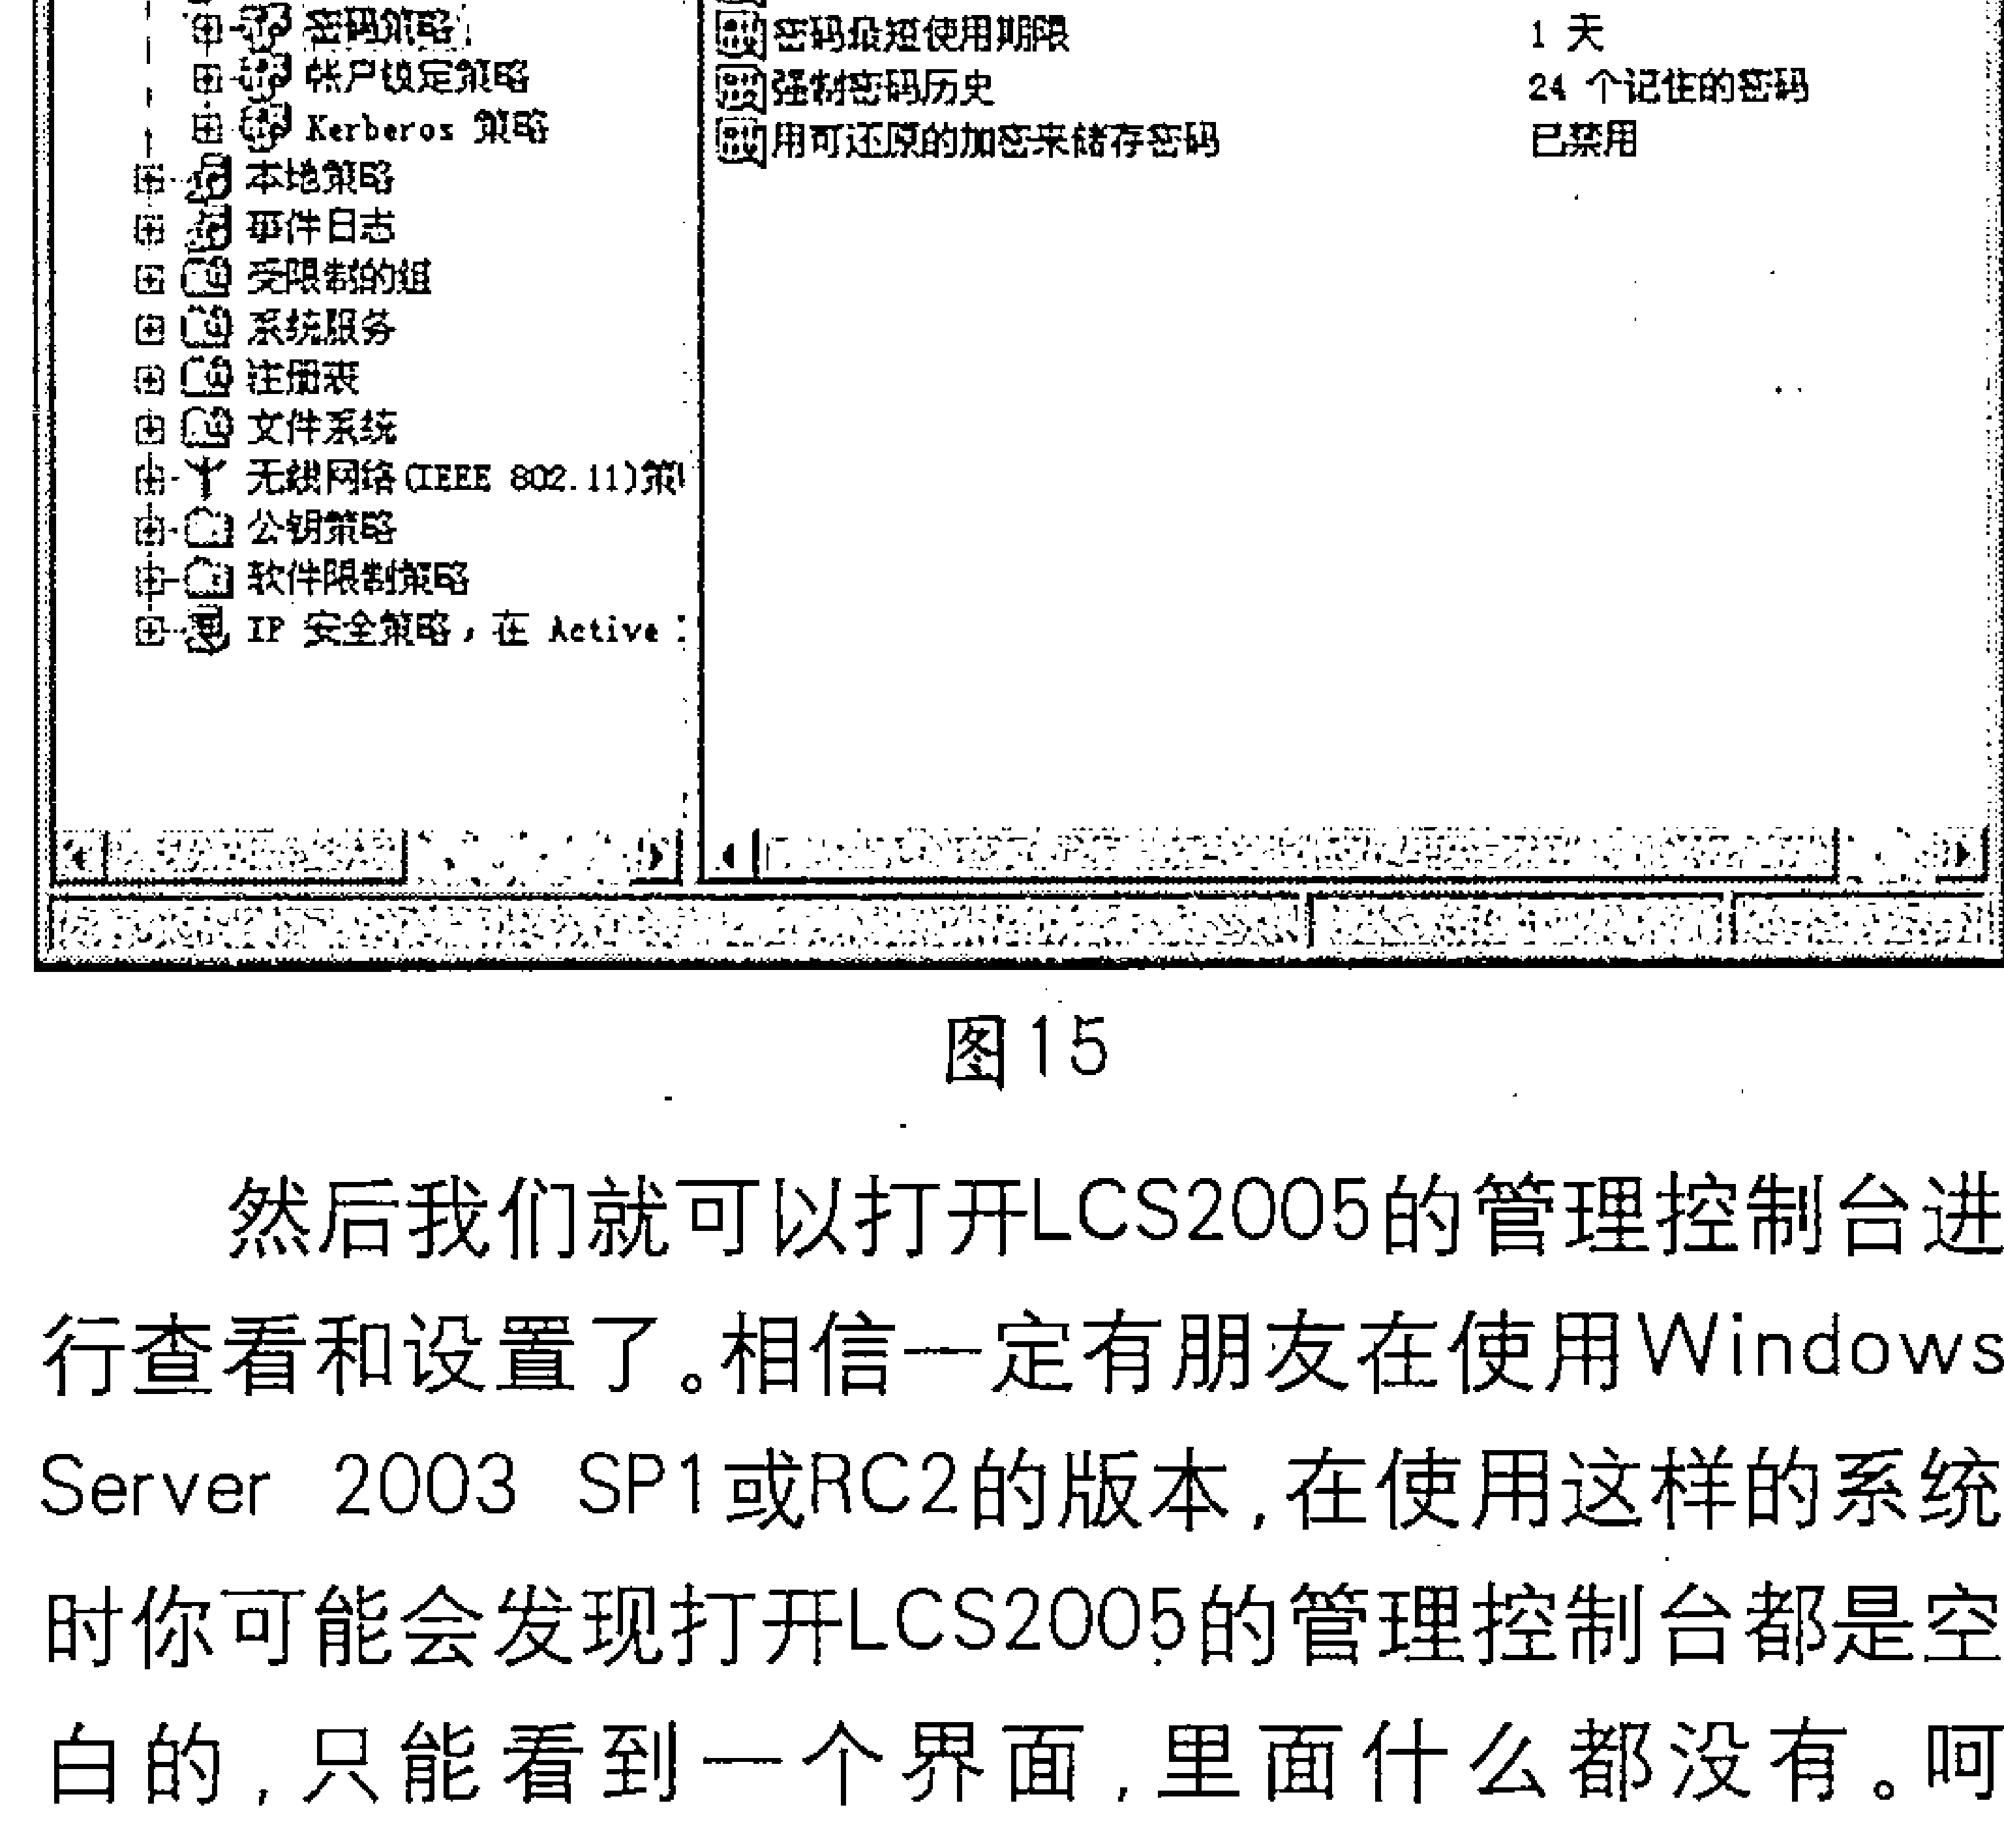 密码策略
帐户锁定策略
Kerberos 策略
本地策略
事件日志
受限制的组
系统服务
注册表
文件系统
无线网络(IEEE 802.11)策
公钥策略
软件限制策略
IP 安全策略，在 Active
密码最短使用期限 1 天
强制密码历史 24 个记住的密码
用可还原的加密来储存密码 已禁用
图15
然后我们就可以打开LCS2005的管理控制台进
行查看和设置了。相信一定有朋友在使用Windows
Server 2003 SP1或RC2的版本,在使用这样的系统
时你可能会发现打开LCS2005的管理控制台都是空
白的,只能看到一个界面,里面什么都没有。呵